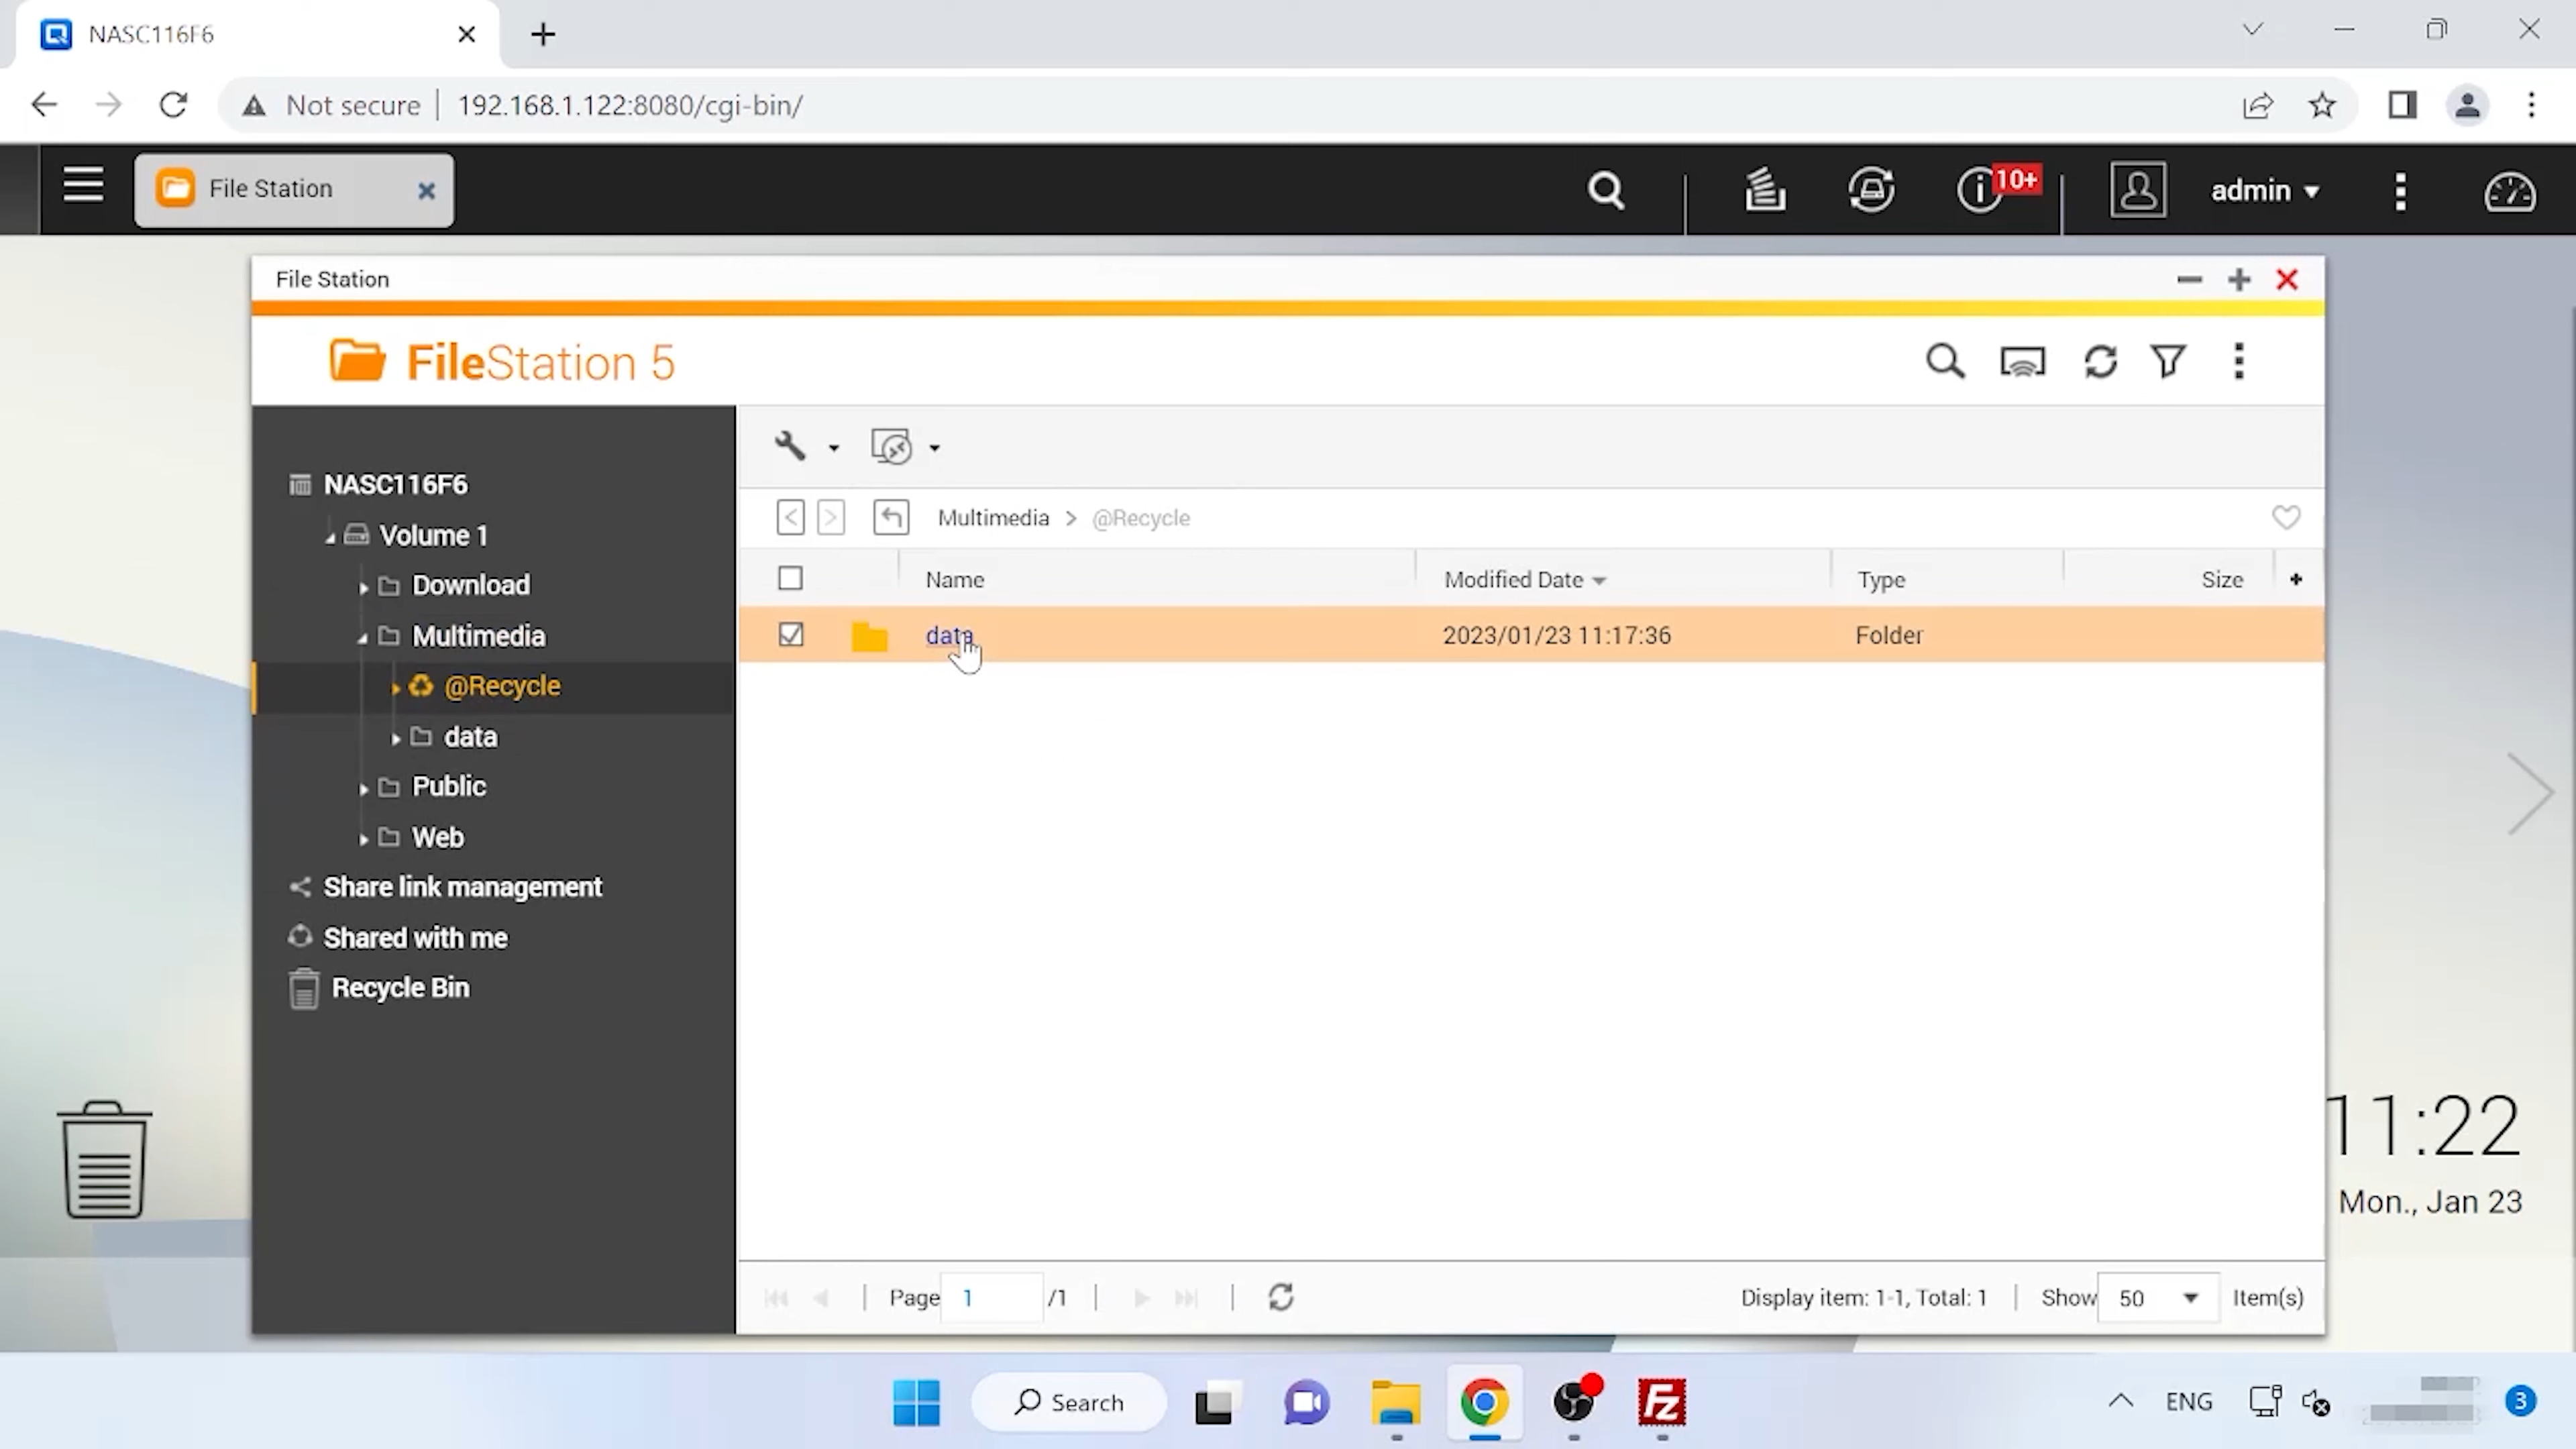 NASC116F6
Not secure
192.168.1.122:8080/cgi-bin/
File Station
10+
admin
File Station
FileStation 5
NASC116F6
Volume 1
Download
Multimedia
@Recycle
data
Public
Web
Share link management
Shared with me
Recycle Bin
Multimedia > @Recycle
Name Modified Date Type Size
data 2023/01/23 11:17:36 Folder
Page 1 /1
Display item: 1-1, Total: 1 | Show 50 Item(s)
11:22
Mon., Jan 23
Search
Fz
ENG
3